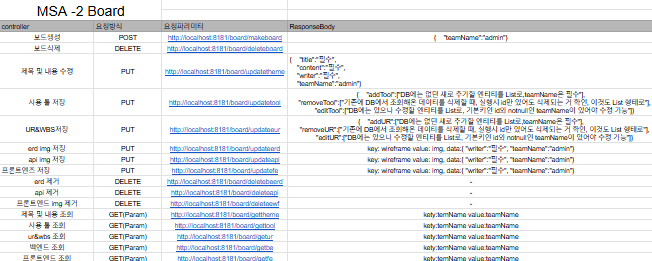 MSA -2 Board
controller 요청방식 요청파리미터 ResponseBody
보드생성 POST http://localhost:8181/board/makeboard { "teamName":"admin"}
보드삭제 DELETE http://localhost:8181/board/deleteboard
{ "title":"필수",
"content":"필수",
제목 및 내용 수정 PUT http://localhost:8181/board/updatetheme "writer":"필수",
"teamName":"admin"}
{ "addTool":["DB에는 없던 새로 추가할 엔티티를 List로,teamName은 필수"],
사용 툴 저장 PUT http://localhost:8181/board/updatetool "removeTool":["기존에 DB에서 조회해온 데이터를 삭제할 때, 실행시 id만 있어도 삭제되는 거 확인, 이것도 List 형태로"],
"editTool":["DB에는 있으나 수정할 엔티티를 List로, 기본키인 id와 notnull인 teamName이 있어야 수정 가능"]}
{ "addUR":["DB에는 없던 새로 추가할 엔티티를 List로,teamName은 필수"],
UR&WBS저장 PUT http://localhost:8181/board/updateeur "removeUR":["기존에 DB에서 조회해온 데이터를 삭제할 때, 실행시 id만 있어도 삭제되는 거 확인, 이것도 List 형태로"],
"editUR":["DB에는 있으나 수정할 엔티티를 List로, 기본키인 id와 notnull인 teamName이 있어야 수정 가능"]}
erd img 저장 PUT http://localhost:8181/board/updateerd key: wireframe value: img, data:{ "writer":"필수", "teamName":"admin"}
api img 저장 PUT http://localhost:8181/board/updateapi key: wireframe value: img, data:{ "writer":"필수", "teamName":"admin"}
프론트엔즈 저장 PUT http://localhost:8181/board/updatefe key: wireframe value: img, data:{ "writer":"필수", "teamName":"admin"}
erd 제거 DELETE http://localhost:8181/board/deletebeerd -
api 제거 DELETE http://localhost:8181/board/deleteapi -
프론트엔드 img 제거 DELETE http://localhost:8181/board/deleaewf -
제목 및 내용 조회 GET(Param) http://localhost:8181/board/gettheme kety:temName value:teamName
사용 툴 조회 GET(Param) http://localhost:8181/board/gettool kety:temName value:teamName
ur&wbs 조회 GET(Param) http://localhost:8181/board/getur kety:temName value:teamName
백엔드 조회 GET(Param) http://localhost:8181/board/getbe kety:temName value:teamName
프론트엔드 조회 GET(Param) http://localhost:8181/board/getfe kety:temName value:teamName